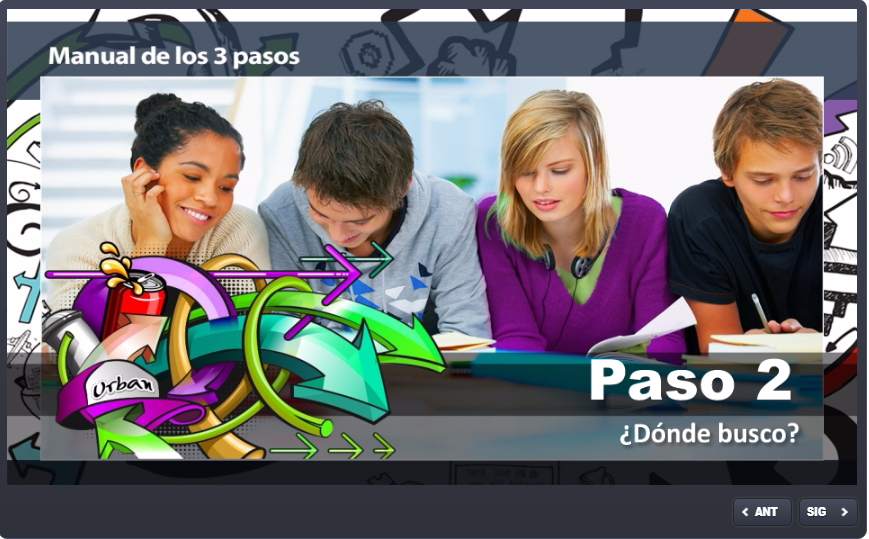 Manual de los 3 pasos
Urban
Paso 2
¿Dónde busco?
‹ ANT
SIG ›